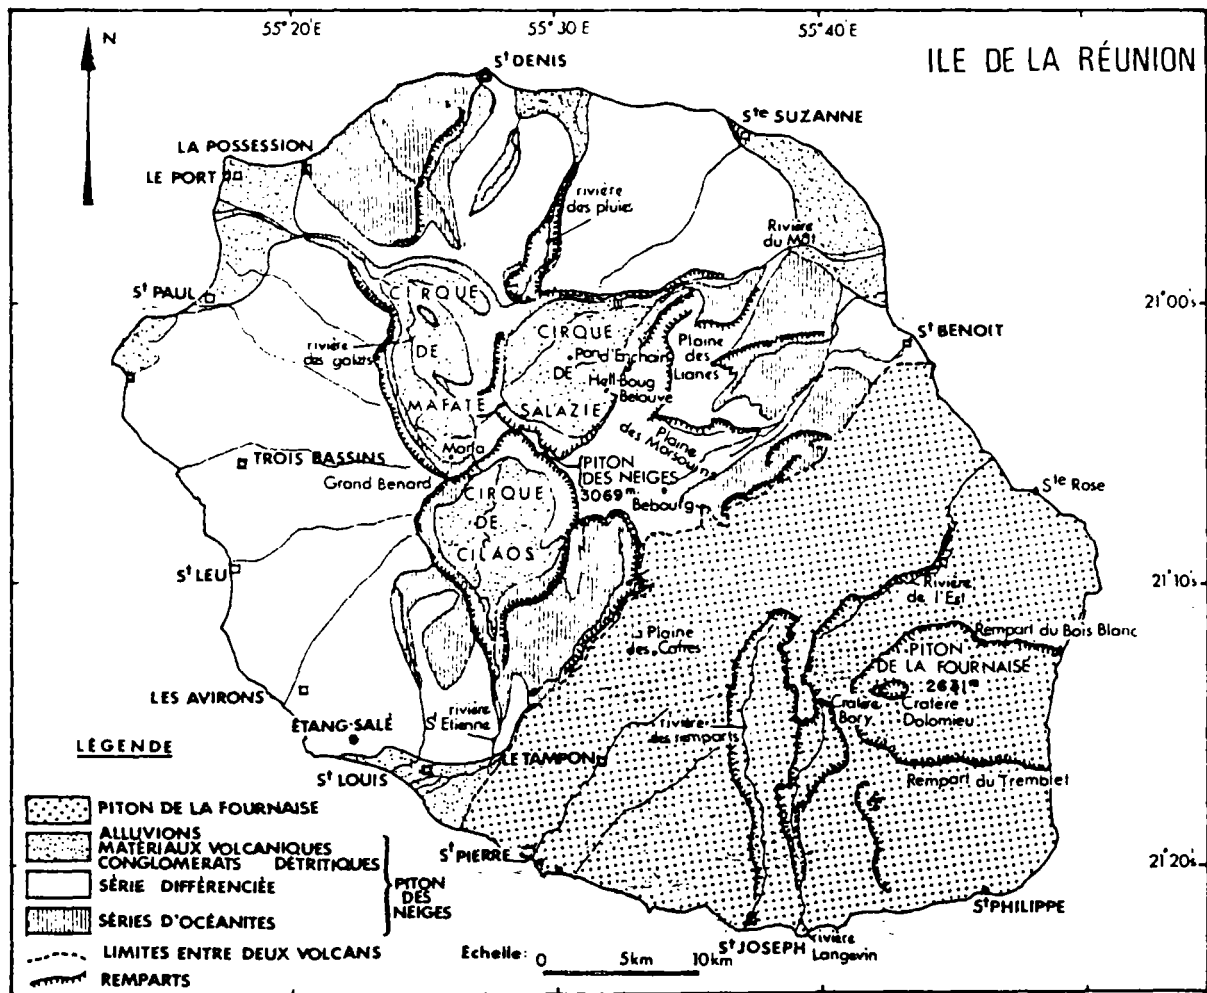 55°20'E
55°30'E
55°40'E
N
ILE DE LA RÉUNION
Sᵗ DENIS
Sᵗᵉ SUZANNE
LA POSSESSION
LE PORT
rivière
des pluies
Rivière
du Mât
Sᵗ PAUL
CIRQUE
DE
MAFATE
rivière
des galets
Marla
CIRQUE
DE
SALAZIE
Hell-Boug
Belouve
Plaine
des
Lianes
21°00's
Sᵗ BENOIT
Plaine
des Marsouins
TROIS BASSINS
Grand Benard
PITON
DES NEIGES
3069 ᵐ
Bebourg
Sᵗᵉ Rose
CIRQUE
DE
CILAOS
Sᵗ LEU
21°10's
Rivière
de l'Est
Rempart du Bois Blanc
Plaine
des Cafres
PITON
DE LA FOURNAISE
2631 ᵐ
Cratère
Bory
Cratère
Dolomieu
LES AVIRONS
ÉTANG-SALÉ
rivière
Sᵗ Etienne
rivière
des remparts
LE TAMPON
Rempart du Tremblet
Sᵗ LOUIS
Sᵗ PIERRE
21°20's
Sᵗ PHILIPPE
Sᵗ JOSEPH
rivière
Langevin
LÉGENDE
PITON DE LA FOURNAISE
ALLUVIONS
MATÉRIAUX VOLCANIQUES
CONGLOMERATS DÉTRITIQUES
SÉRIE DIFFÉRENCIÉE
SÉRIES D'OCÉANITES
PITON
DES
NEIGES
LIMITES ENTRE DEUX VOLCANS
REMPARTS
Echelle: 0 5km 10km